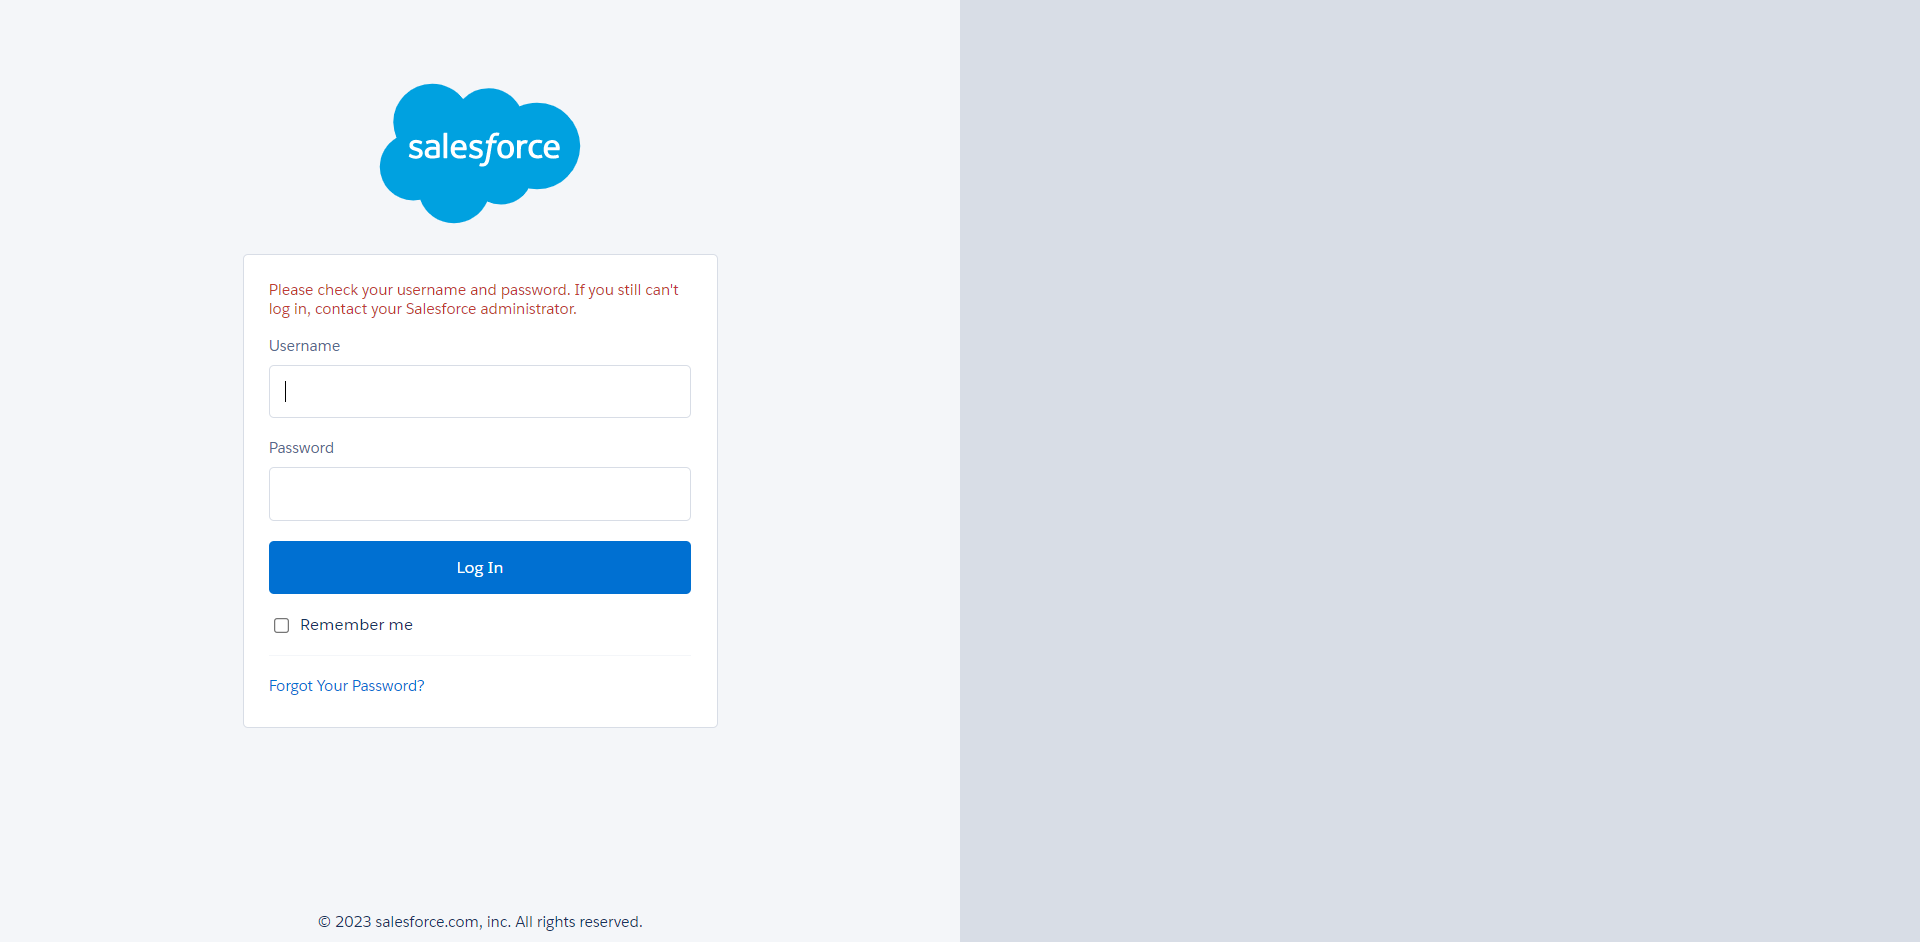 salesforce
Please check your username and password. If you still can't
log in, contact your Salesforce administrator.
Username
Password
Log In
Remember me
Forgot Your Password?
© 2023 salesforce.com, inc. All rights reserved.